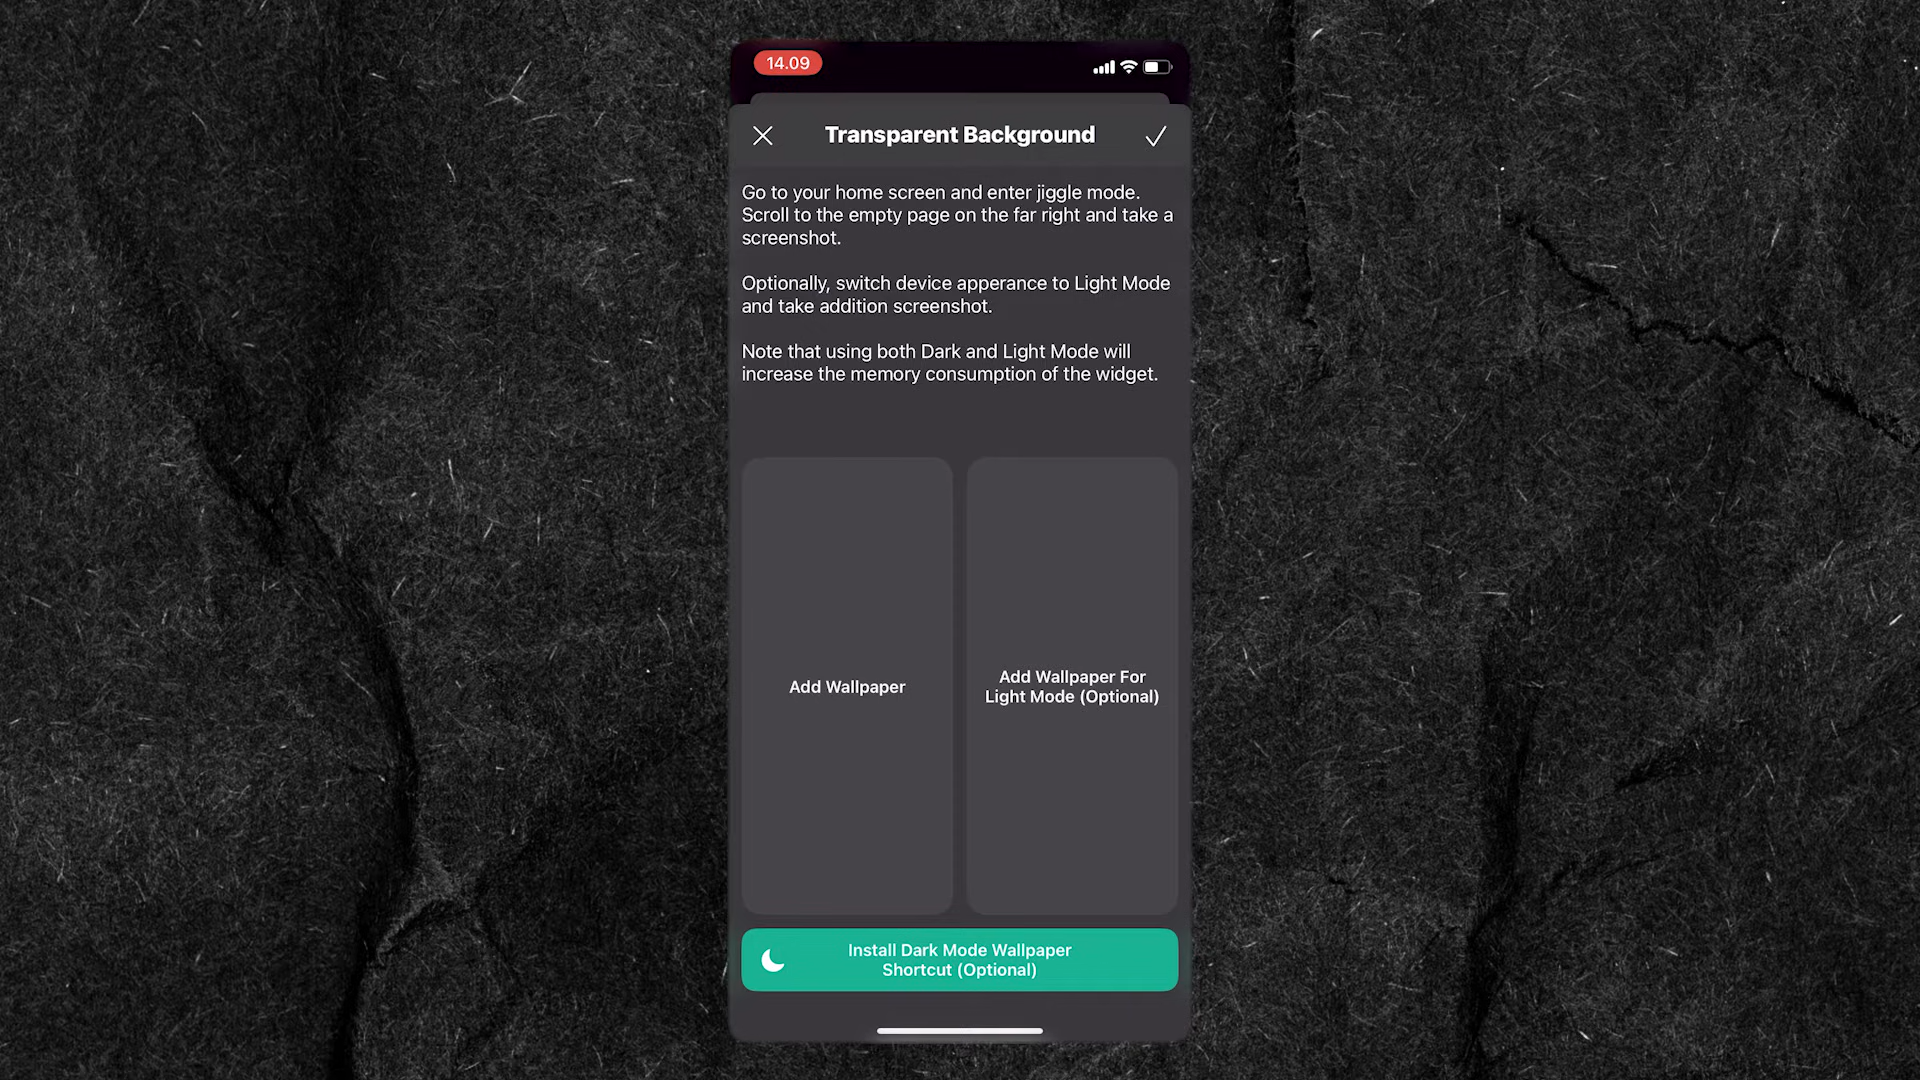 14.09
Transparent Background
Go to your home screen and enter jiggle mode.
Scroll to the empty page on the far right and take a
screenshot.
Optionally, switch device apperance to Light Mode
and take addition screenshot.
Note that using both Dark and Light Mode will
increase the memory consumption of the widget.
Add Wallpaper
Add Wallpaper For
Light Mode (Optional)
Install Dark Mode Wallpaper
Shortcut (Optional)